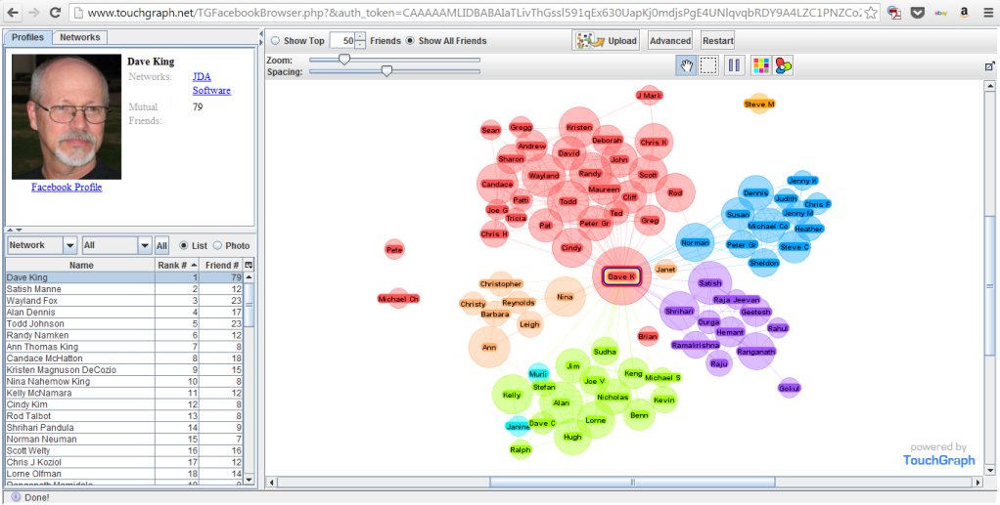 www.touchgraph.net/TGFacebookBrowser.php?&auth_token=CAAAAAMLIDBABAIaTLivThGssI591qEx630UapKj0mdjsPgE4UNlqvqbRDY9A4LZC1PNZCo
Profiles Networks
Show Top 50 Friends Show All Friends Upload Advanced Restart
Zoom:
Spacing:
Dave King
Networks: JDA Software
Mutual Friends: 79
Facebook Profile
Network All All List Photo
Name Rank # Friend #
Dave King 1 79
Satish Manne 2 12
Wayland Fox 3 23
Alan Dennis 4 17
Todd Johnson 5 23
Randy Namken 6 12
Ann Thomas King 7 8
Candace McHatton 8 18
Kristen Magnuson DeCozio 9 15
Nina Nahemow King 10 8
Kelly McNamara 11 12
Cindy Kim 12 8
Rod Talbot 13 8
Shrihari Pandula 14 9
Norman Neuman 15 7
Scott Welty 16 16
Chris J Koziol 17 12
Lorne Olfman 18 14
J Mark
Steve M
Sean
Gregg
Kristen
Andrew
Deborah
Chris K
Sharon
David
John
Candace
Wayland
Randy
Scott
Maureen
Rod
Patti
Todd
Cliff
Joe G
Tricia
Ted
Pat
Peter Gr
Greg
Chris H
Cindy
Pete
Michael Ch
Dave K
Dennis
Jenny K
Judith
Chris F
Susan
Jenny M
Michael Co
Heather
Norman
Peter Gr
Steve C
Sheldon
Janet
Christopher
Nina
Christy
Reynolds
Barbara
Leigh
Ann
Brian
Satish
Raja Jeevan
Shrihari
Geetesh
Durga
Hemant
Rahul
Ramakrishna
Ranganath
Raju
Gokul
Sudha
Murli
Jim
Keng
Michael S
Stefan
Joe V
Kelly
Alan
Nicholas
Kevin
Janine
Dave C
Lorne
Benn
Hugh
Ralph
powered by
TouchGraph
Done!